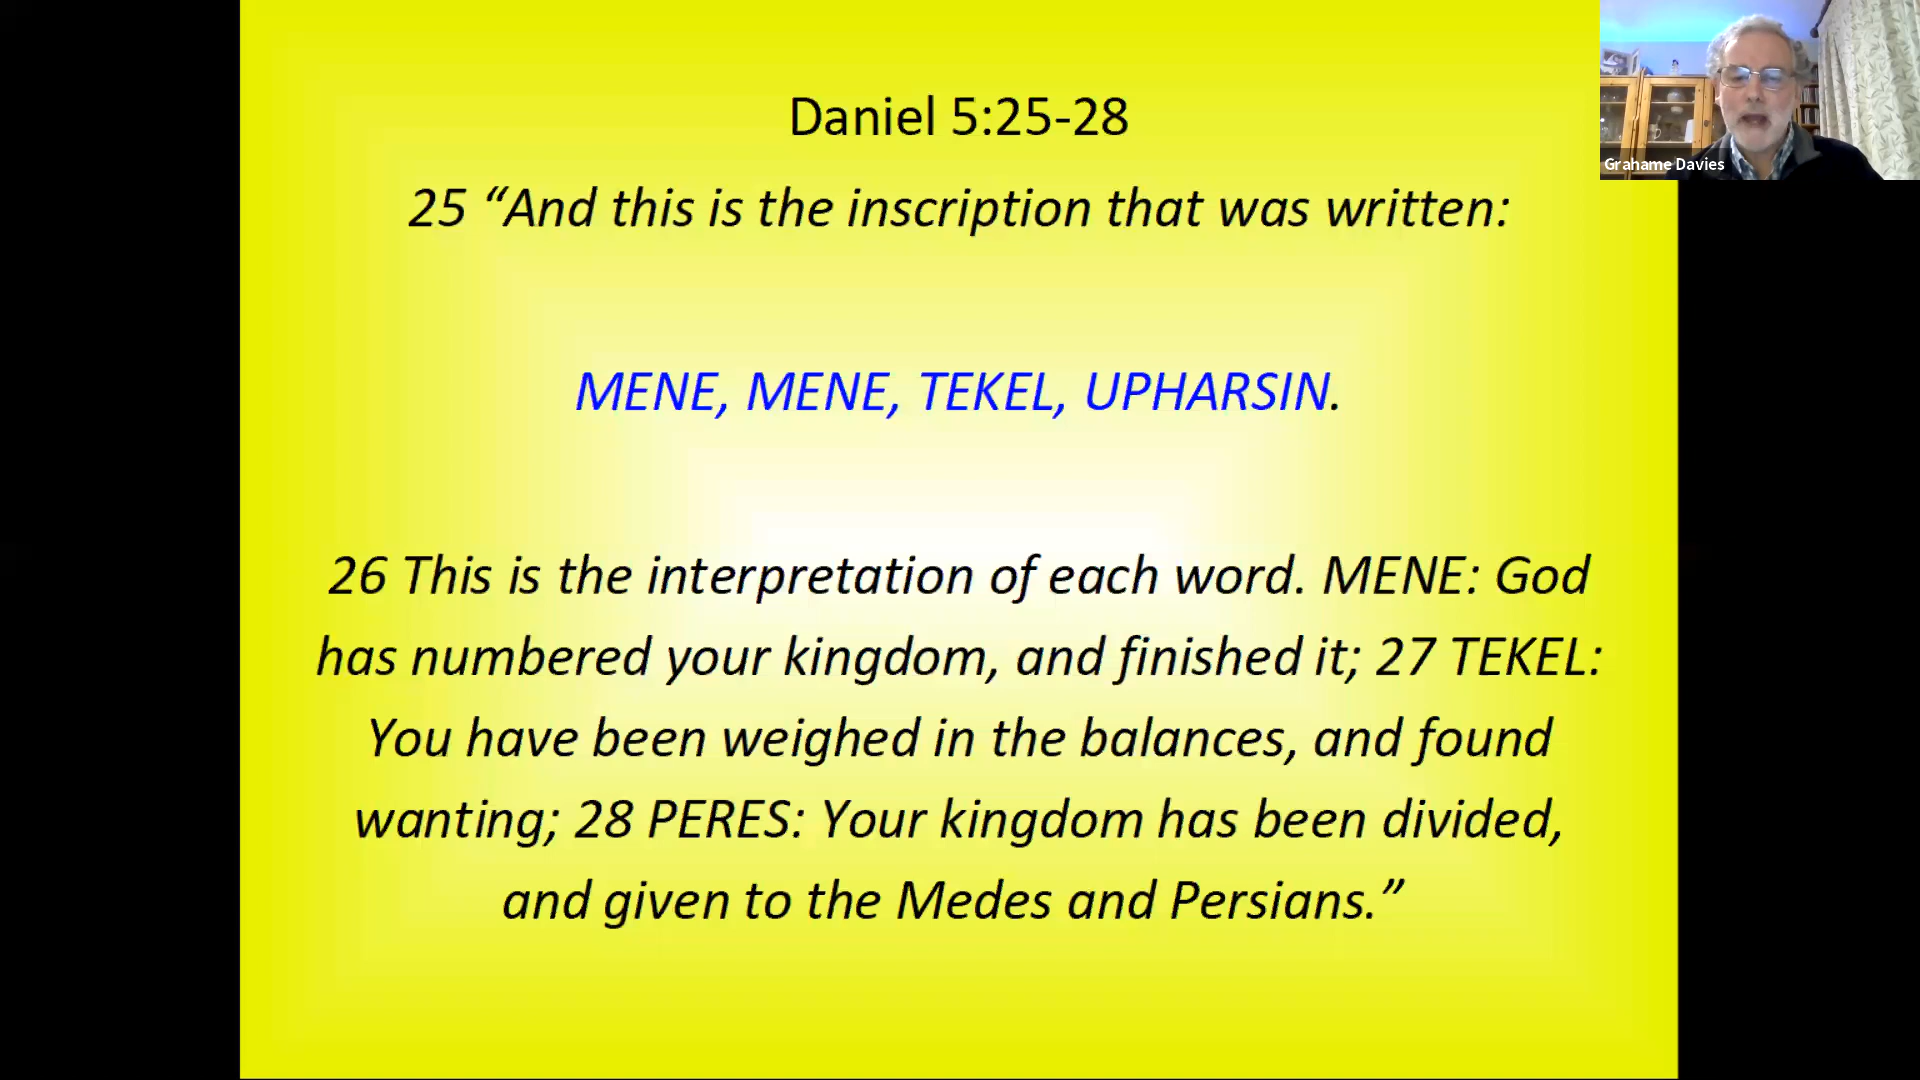 Daniel 5:25-28
25 “And this is the inscription that was written:
MENE, MENE, TEKEL, UPHARSIN.
26 This is the interpretation of each word. MENE: God
has numbered your kingdom, and finished it; 27 TEKEL:
You have been weighed in the balances, and found
wanting; 28 PERES: Your kingdom has been divided,
and given to the Medes and Persians.”
Grahame Davies